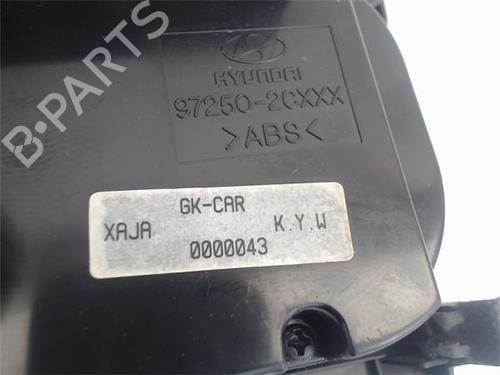 HYUNDAI
97250-2CXXX
>ABS<
GK-CAR
XAJA K.Y.W
0000043
B-PARTS